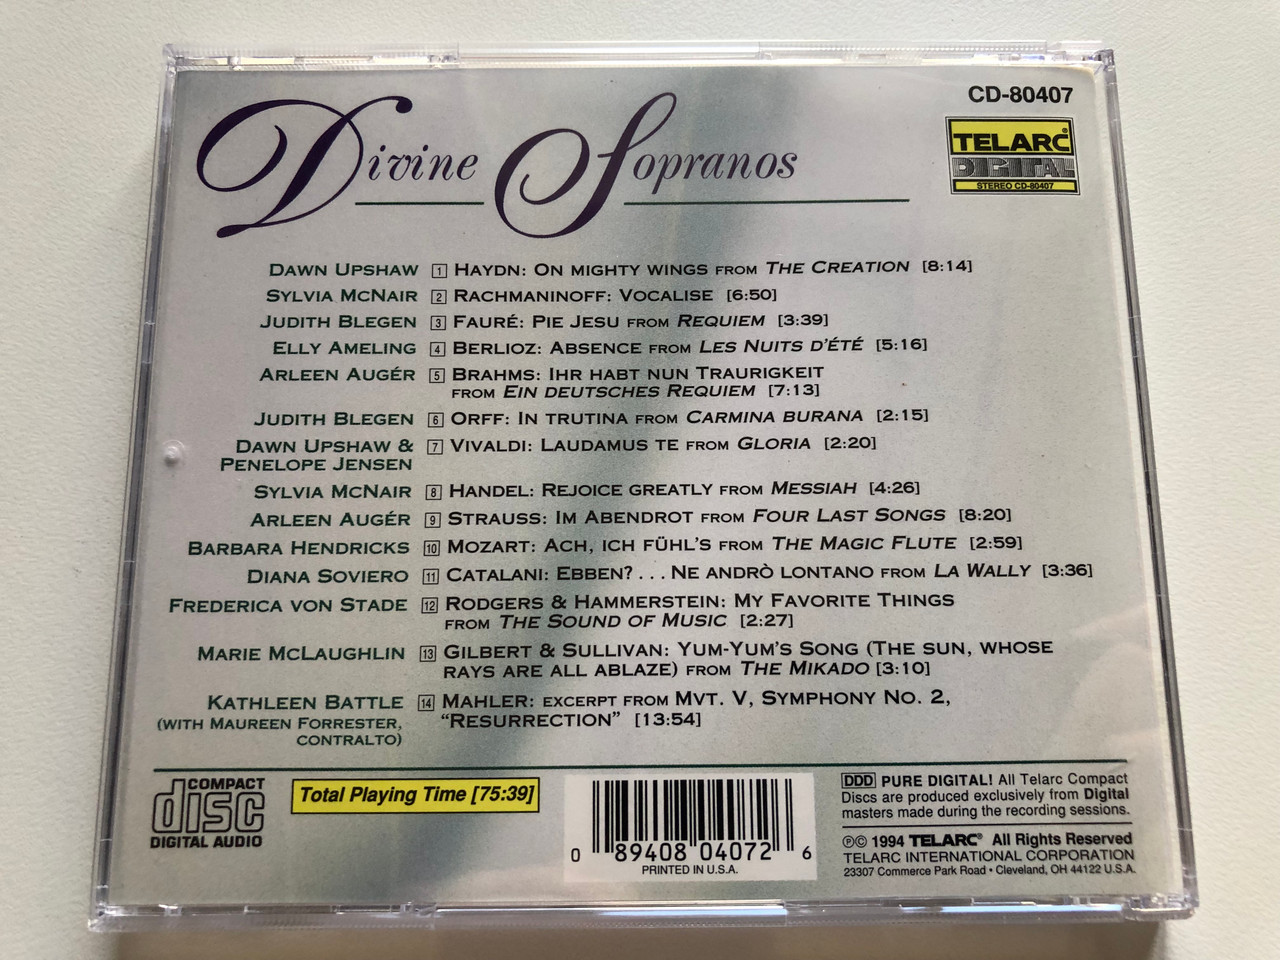 CD-80407
Divine Sopranos
TELARC
DIGITAL
STEREO CD-80407
DAWN UPSHAW 1 HAYDN: ON MIGHTY WINGS FROM THE CREATION [8:14]
SYLVIA MCNAIR 2 RACHMANINOFF: VOCALISE [6:50]
JUDITH BLEGEN 3 FAURÉ: PIE JESU FROM REQUIEM [3:39]
ELLY AMELING 4 BERLIOZ: ABSENCE FROM LES NUITS D'ÉTÉ [5:16]
ARLEEN AUGÉR 5 BRAHMS: IHR HABT NUN TRAURIGKEIT
FROM EIN DEUTSCHES REQUIEM [7:13]
JUDITH BLEGEN 6 ORFF: IN TRUTINA FROM CARMINA BURANA [2:15]
DAWN UPSHAW & 7 VIVALDI: LAUDAMUS TE FROM GLORIA [2:20]
PENELOPE JENSEN
SYLVIA MCNAIR 8 HANDEL: REJOICE GREATLY FROM MESSIAH [4:26]
ARLEEN AUGÉR 9 STRAUSS: IM ABENDROT FROM FOUR LAST SONGS [8:20]
BARBARA HENDRICKS 10 MOZART: ACH, ICH FÜHL'S FROM THE MAGIC FLUTE [2:59]
DIANA SOVIERO 11 CATALANI: EBBEN? . . . NE ANDRÒ LONTANO FROM LA WALLY [3:36]
FREDERICA VON STADE 12 RODGERS & HAMMERSTEIN: MY FAVORITE THINGS
FROM THE SOUND OF MUSIC [2:27]
MARIE MCLAUGHLIN 13 GILBERT & SULLIVAN: YUM-YUM'S SONG (THE SUN, WHOSE
RAYS ARE ALL ABLAZE) FROM THE MIKADO [3:10]
KATHLEEN BATTLE 14 MAHLER: EXCERPT FROM MVT. V, SYMPHONY NO. 2,
(WITH MAUREEN FORRESTER, "RESURRECTION" [13:54]
CONTRALTO)
COMPACT
disc
DIGITAL AUDIO
Total Playing Time [75:39]
0 89408 04072 6
PRINTED IN U.S.A.
DDD PURE DIGITAL! All Telarc Compact
Discs are produced exclusively from Digital
masters made during the recording sessions.
℗© 1994 TELARC® All Rights Reserved
TELARC INTERNATIONAL CORPORATION
23307 Commerce Park Road • Cleveland, OH 44122 U.S.A.